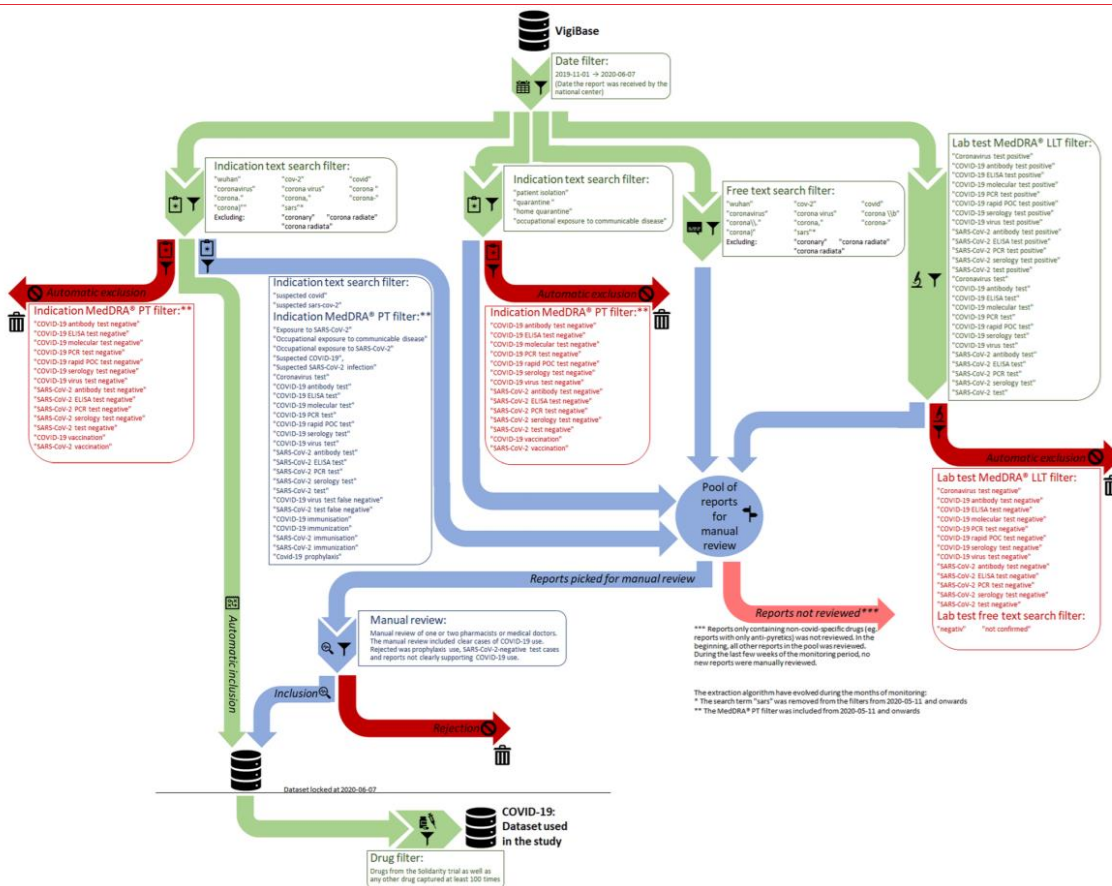 VigiBase
Date filter:
2019-11-01 → 2020-06-07
(Date the report was received by the
national center)
Indication text search filter:
"wuhan" "cov-2" "covid"
"coronavirus" "corona virus" "corona "
"corona." "corona," "corona-"
"corona)"" "sars"*
Excluding: "coronary" "corona radiate"
"corona radiata"
Indication text search filter:
"patient isolation"
"quarantine "
"home quarantine"
"occupational exposure to communicable disease"
Free text search filter:
"wuhan" "cov-2" "covid"
"coronavirus" "corona virus" "corona \\b"
"corona\\." "corona," "corona-"
"corona)" "sars"*
Excluding: "coronary" "corona radiate"
"corona radiata"
Lab test MedDRA® LLT filter:
"Coronavirus test positive"
"COVID-19 antibody test positive"
"COVID-19 ELISA test positive"
"COVID-19 molecular test positive"
"COVID-19 PCR test positive"
"COVID-19 rapid POC test positive"
"COVID-19 serology test positive"
"COVID-19 virus test positive"
"SARS-CoV-2 antibody test positive"
"SARS-CoV-2 ELISA test positive"
"SARS-CoV-2 PCR test positive"
"SARS-CoV-2 serology test positive"
"SARS-CoV-2 test positive"
"Coronavirus test"
"COVID-19 antibody test"
"COVID-19 ELISA test"
"COVID-19 molecular test"
"COVID-19 PCR test"
"COVID-19 rapid POC test"
"COVID-19 serology test"
"COVID-19 virus test"
"SARS-CoV-2 antibody test"
"SARS-CoV-2 ELISA test"
"SARS-CoV-2 PCR test"
"SARS-CoV-2 serology test"
"SARS-CoV-2 test"
Automatic exclusion
Indication MedDRA® PT filter:**
"COVID-19 antibody test negative"
"COVID-19 ELISA test negative"
"COVID-19 molecular test negative"
"COVID-19 PCR test negative"
"COVID-19 rapid POC test negative"
"COVID-19 serology test negative"
"COVID-19 virus test negative"
"SARS-CoV-2 antibody test negative"
"SARS-CoV-2 ELISA test negative"
"SARS-CoV-2 PCR test negative"
"SARS-CoV-2 serology test negative"
"SARS-CoV-2 test negative"
"COVID-19 vaccination"
"SARS-CoV-2 vaccination"
Indication text search filter:
"suspected covid"
"suspected sars-cov-2"
Indication MedDRA® PT filter:**
"Exposure to SARS-CoV-2"
"Occupational exposure to communicable disease"
"Occupational exposure to SARS-CoV-2"
"Suspected COVID-19",
"Suspected SARS-CoV-2 infection"
"Coronavirus test"
"COVID-19 antibody test"
"COVID-19 ELISA test"
"COVID-19 molecular test"
"COVID-19 PCR test"
"COVID-19 rapid POC test"
"COVID-19 serology test"
"COVID-19 virus test"
"SARS-CoV-2 antibody test"
"SARS-CoV-2 ELISA test"
"SARS-CoV-2 PCR test"
"SARS-CoV-2 serology test"
"SARS-CoV-2 test"
"COVID-19 virus test false negative"
"SARS-CoV-2 test false negative"
"COVID-19 immunisation"
"COVID-19 immunization"
"SARS-CoV-2 immunisation"
"SARS-CoV-2 immunization"
"Covid-19 prophylaxis"
Automatic exclusion
Indication MedDRA® PT filter:**
"COVID-19 antibody test negative"
"COVID-19 ELISA test negative"
"COVID-19 molecular test negative"
"COVID-19 PCR test negative"
"COVID-19 rapid POC test negative"
"COVID-19 serology test negative"
"COVID-19 virus test negative"
"SARS-CoV-2 antibody test negative"
"SARS-CoV-2 ELISA test negative"
"SARS-CoV-2 PCR test negative"
"SARS-CoV-2 serology test negative"
"SARS-CoV-2 test negative"
"COVID-19 vaccination"
"SARS-CoV-2 vaccination"
Automatic exclusion
Lab test MedDRA® LLT filter:
"Coronavirus test negative"
"COVID-19 antibody test negative"
"COVID-19 ELISA test negative"
"COVID-19 molecular test negative"
"COVID-19 PCR test negative"
"COVID-19 rapid POC test negative"
"COVID-19 serology test negative"
"COVID-19 virus test negative"
"SARS-CoV-2 antibody test negative"
"SARS-CoV-2 ELISA test negative"
"SARS-CoV-2 PCR test negative"
"SARS-CoV-2 serology test negative"
"SARS-CoV-2 test negative"
Lab test free text search filter:
"negativ" "not confirmed"
Pool of
reports
for
manual
review
Reports picked for manual review
Reports not reviewed***
*** Reports only containing non-covid-specific drugs (eg.
reports with only anti-pyretics) was not reviewed. In the
beginning, all other reports in the pool was reviewed.
During the last few weeks of the monitoring period, no
new reports were manually reviewed.
Manual review:
Manual review of one or two pharmacists or medical doctors.
The manual review included clear cases of COVID-19 use.
Rejected was prophylaxis use, SARS-CoV-2-negative test cases
and reports not clearly supporting COVID-19 use.
Automatic inclusion
Inclusion
Rejection
The extraction algorithm have evolved during the months of monitoring:
* The search term "sars" was removed from the filters from 2020-05-11 and onwards
** The MedDRA® PT filter was included from 2020-05-11 and onwards
Dataset locked at 2020-06-07
COVID-19:
Dataset used
in the study
Drug filter:
Drugs from the Solidarity trial as well as
any other drug captured at least 100 times